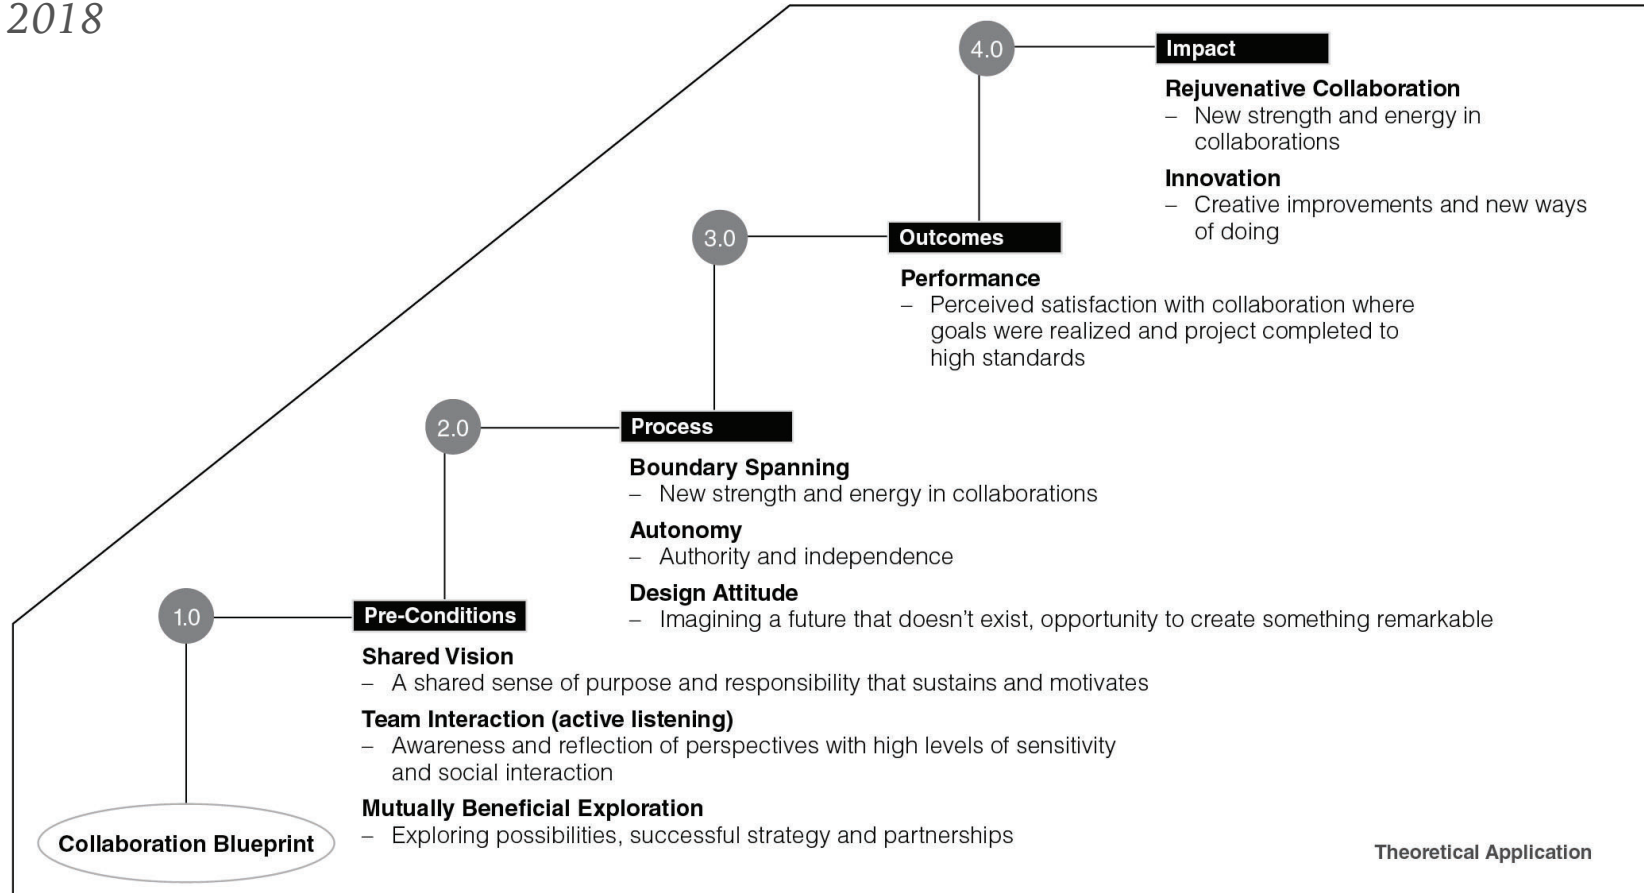 2018
4.0
Impact
Rejuvenative Collaboration
– New strength and energy in
collaborations
Innovation
– Creative improvements and new ways
of doing
3.0
Outcomes
Performance
– Perceived satisfaction with collaboration where
goals were realized and project completed to
high standards
2.0
Process
Boundary Spanning
– New strength and energy in collaborations
Autonomy
– Authority and independence
Design Attitude
– Imagining a future that doesn’t exist, opportunity to create something remarkable
1.0
Pre-Conditions
Shared Vision
– A shared sense of purpose and responsibility that sustains and motivates
Team Interaction (active listening)
– Awareness and reflection of perspectives with high levels of sensitivity
and social interaction
Mutually Beneficial Exploration
– Exploring possibilities, successful strategy and partnerships
Collaboration Blueprint
Theoretical Application